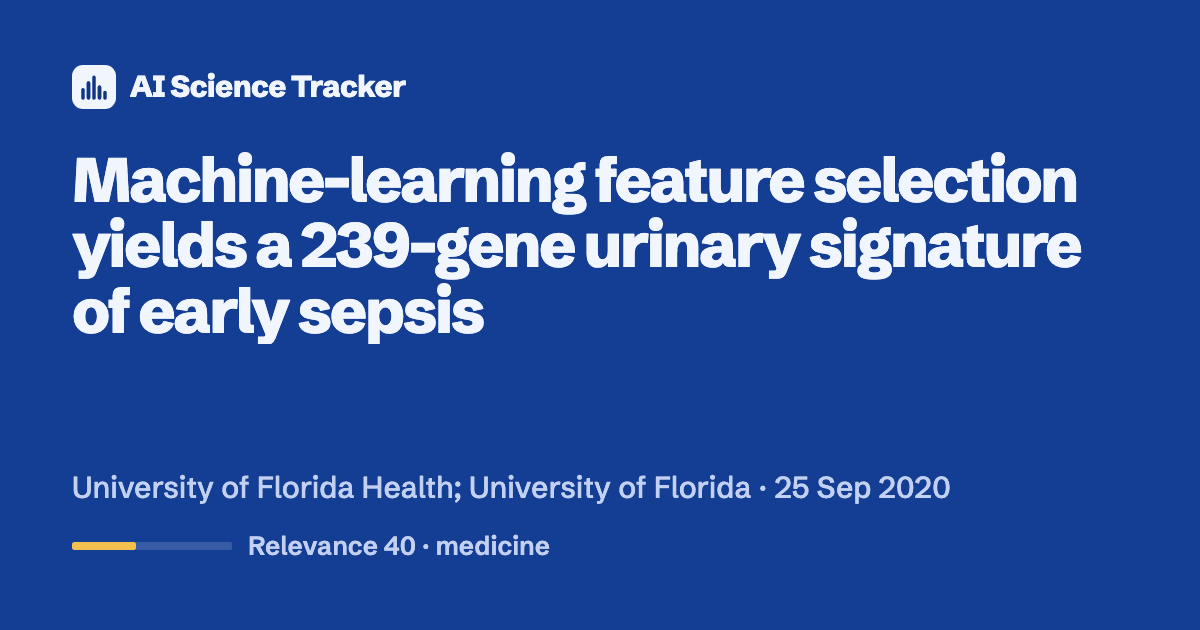 AI Science Tracker
Machine-learning feature selection
yields a 239-gene urinary signature
of early sepsis
University of Florida Health; University of Florida · 25 Sep 2020
Relevance 40 · medicine